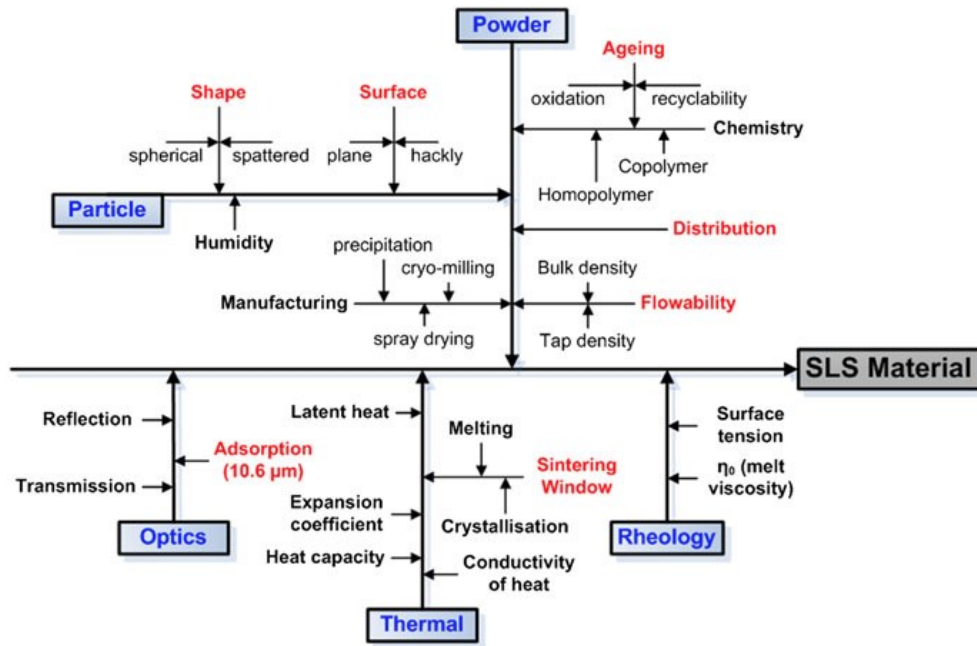 Powder
Ageing
oxidation
recyclability
Chemistry
Copolymer
Homopolymer
Shape
Surface
spherical
spattered
plane
hackly
Particle
Humidity
Distribution
precipitation
cryo-milling
Manufacturing
spray drying
Bulk density
Flowability
Tap density
SLS Material
Reflection
Adsorption
(10.6 µm)
Transmission
Optics
Latent heat
Melting
Sintering
Window
Crystallisation
Expansion
coefficient
Heat capacity
Conductivity
of heat
Thermal
Surface
tension
η₀ (melt
viscosity)
Rheology